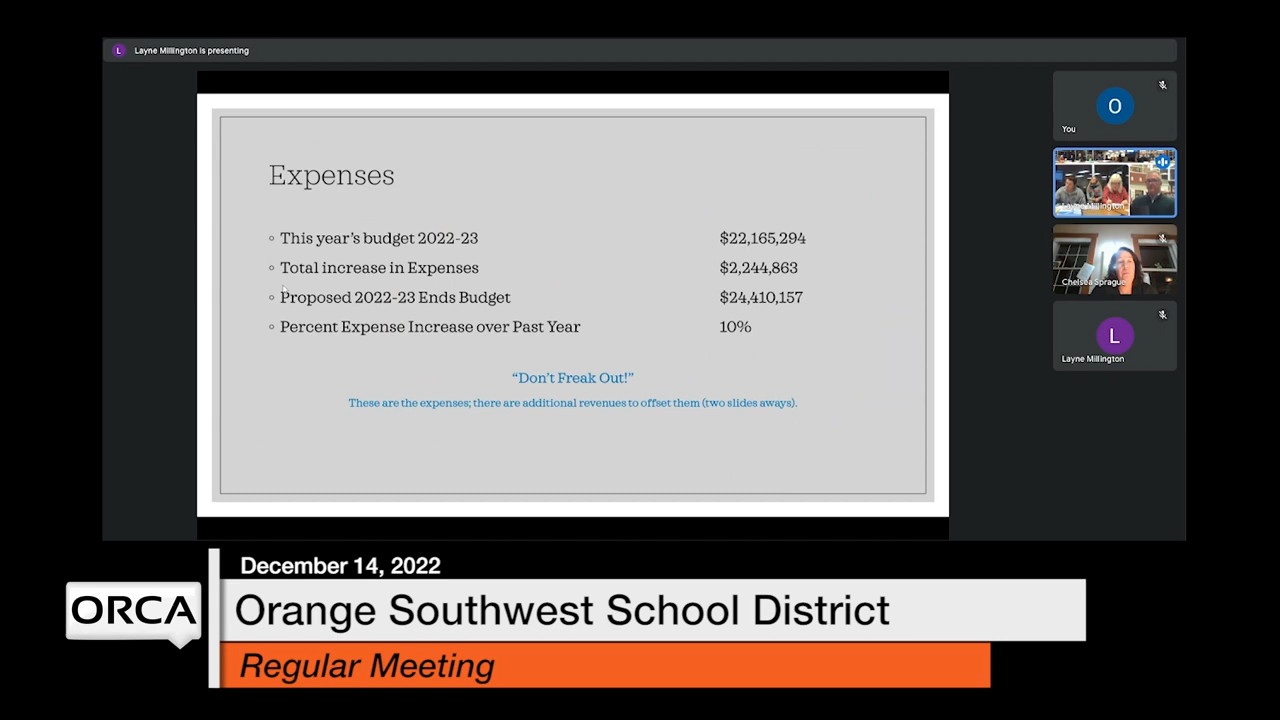 L Layne Millington is presenting
Expenses
◦ This year's budget 2022-23 $22,165,294
◦ Total increase in Expenses $2,244,863
◦ Proposed 2022-23 Ends Budget $24,410,157
◦ Percent Expense Increase over Past Year 10%
“Don't Freak Out!”
These are the expenses; there are additional revenues to offset them (two slides aways).
O
You
Layne Millington
Chelsea Sprague
L
Layne Millington
December 14, 2022
ORCA
Orange Southwest School District
Regular Meeting